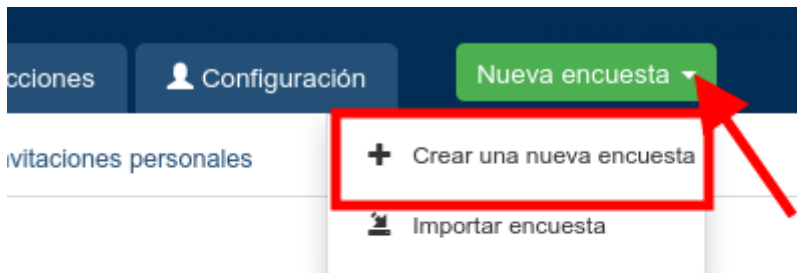 cciones
Configuración
Nueva encuesta
vitaciones personales
Crear una nueva encuesta
Importar encuesta